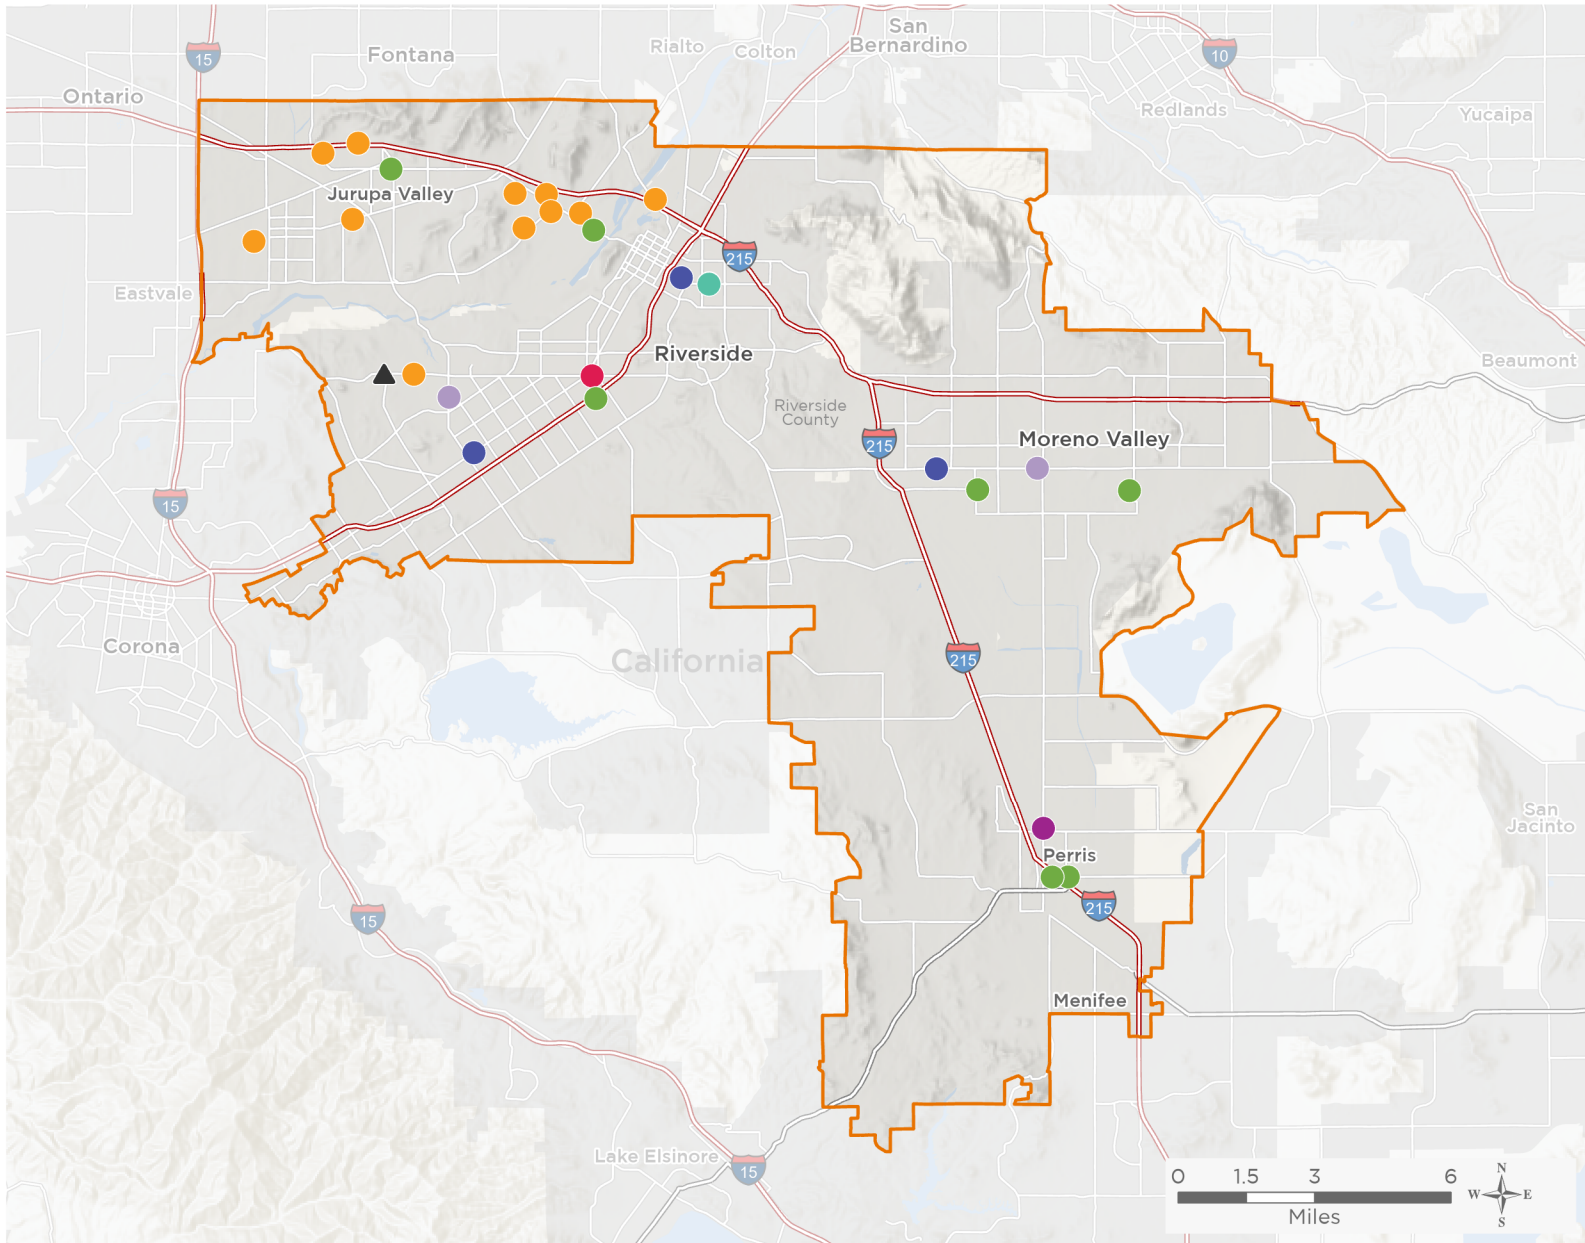 San
Bernardino
15
Fontana
Rialto
Colton
10
Ontario
Redlands
Yucaipa
Jurupa Valley
215
Eastvale
Riverside
Beaumont
Riverside
County
215
Moreno Valley
15
Corona
California
215
San
Jacinto
Perris
215
15
Menifee
Lake Elsinore
15
0 1.5 3 6
Miles
N
W E
S